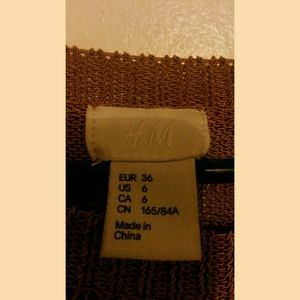 H&M
EUR 36
US 6
CA 6
CN 165/84A
Made in
China